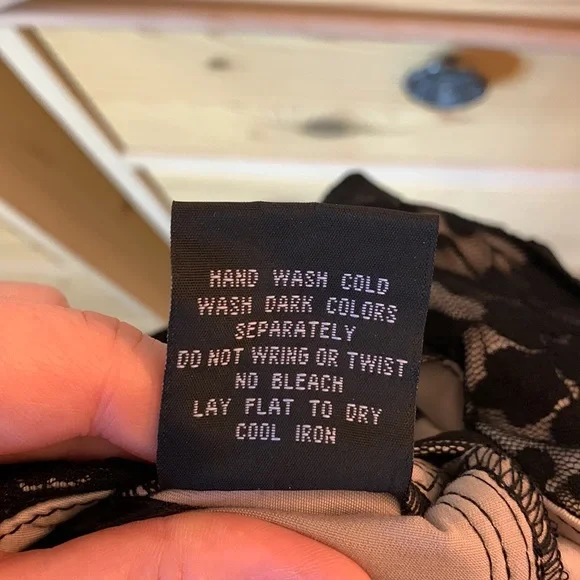 HAND WASH COLD
WASH DARK COLORS
SEPARATELY
DO NOT WRING OR TWIST
NO BLEACH
LAY FLAT TO DRY
COOL IRON